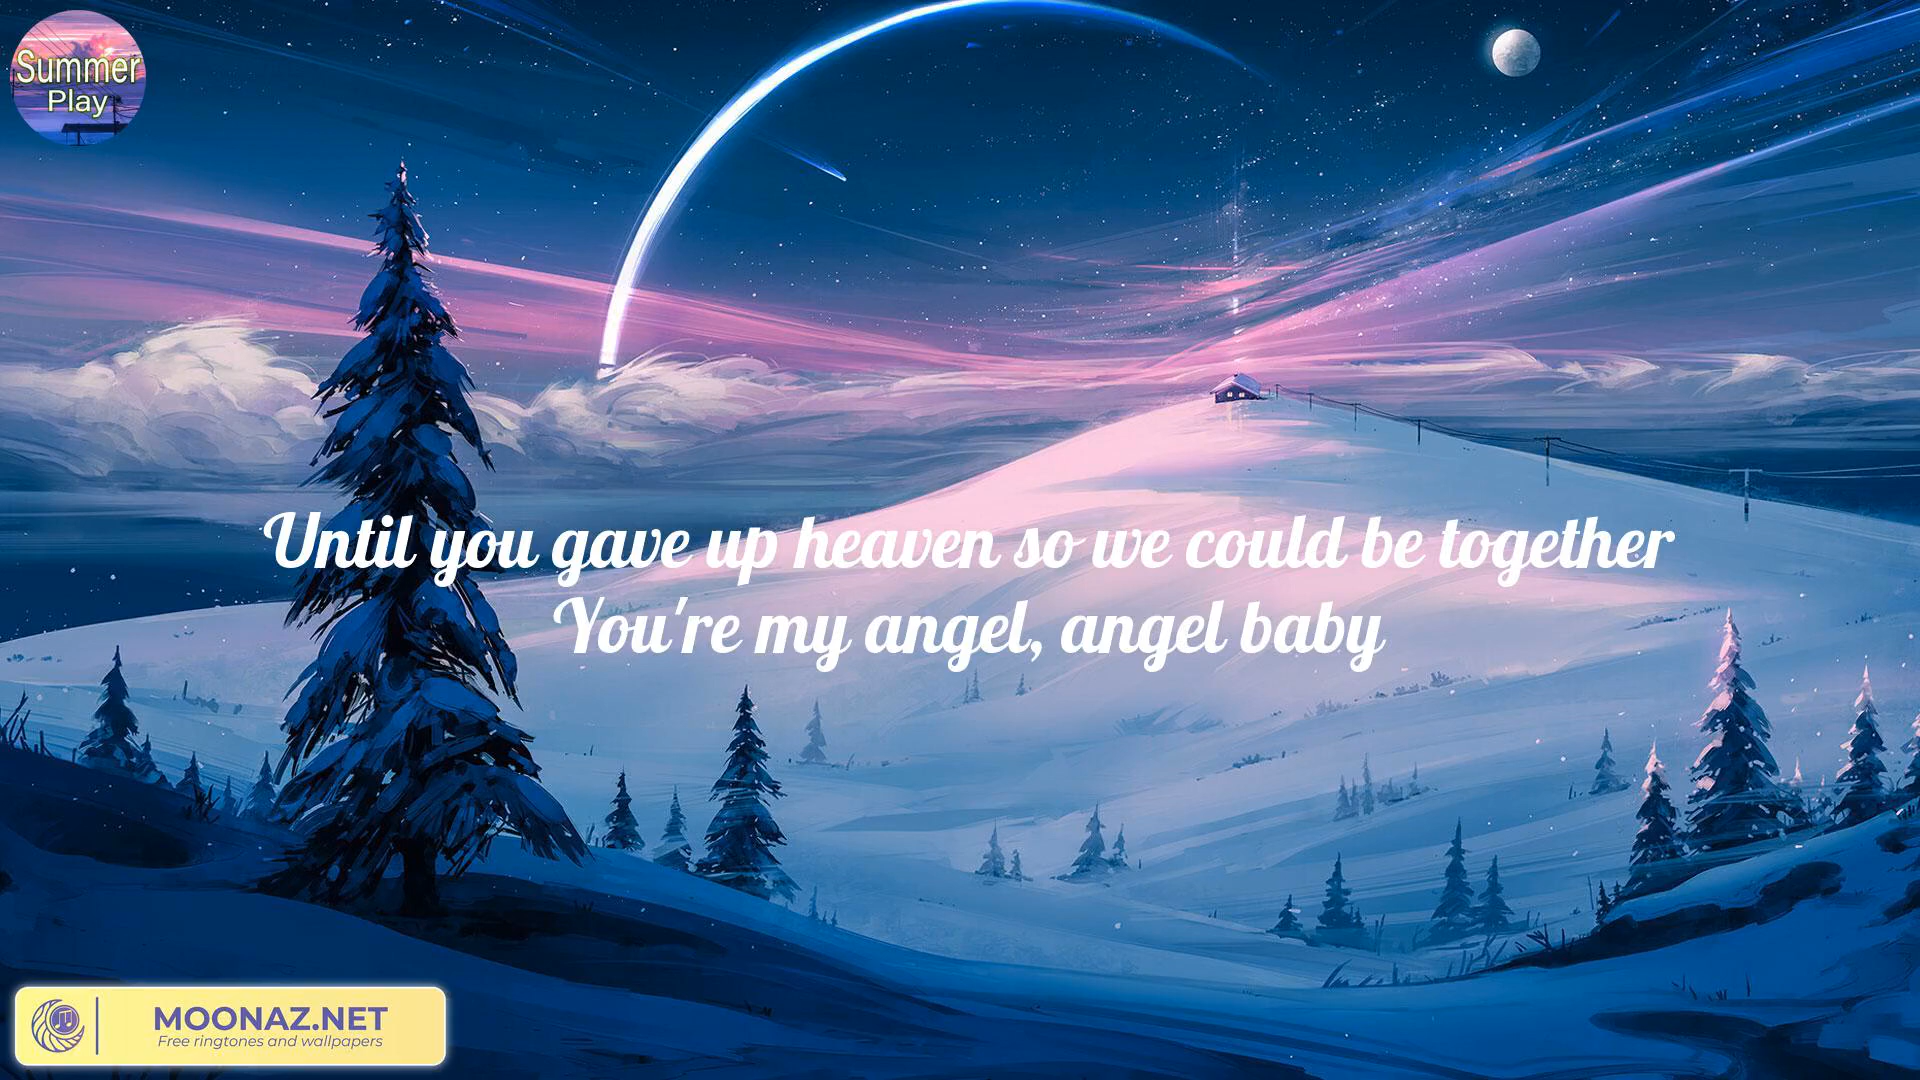 Summer
Play
Until you gave up heaven so we could be together
You're my angel, angel baby
MOONAZ.NET
Free ringtones and wallpapers